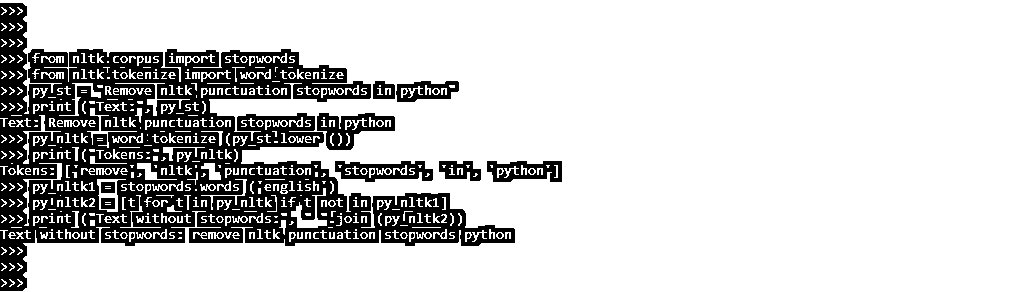 >>>
>>>
>>>
>>> from nltk.corpus import stopwords
>>> from nltk.tokenize import word_tokenize
>>> py_st = "Remove nltk punctuation stopwords in python"
>>> print ("Text:", py_st)
Text: Remove nltk punctuation stopwords in python
>>> py_nltk = word_tokenize (py_st.lower ())
>>> print ("Tokens:", py_nltk)
Tokens: ['remove', 'nltk', 'punctuation', 'stopwords', 'in', 'python']
>>> py_nltk1 = stopwords.words ('english')
>>> py_nltk2 = [t for t in py_nltk if t not in py_nltk1]
>>> print ("Text without stopwords:", " ".join (py_nltk2))
Text without stopwords: remove nltk punctuation stopwords python
>>>
>>>
>>>